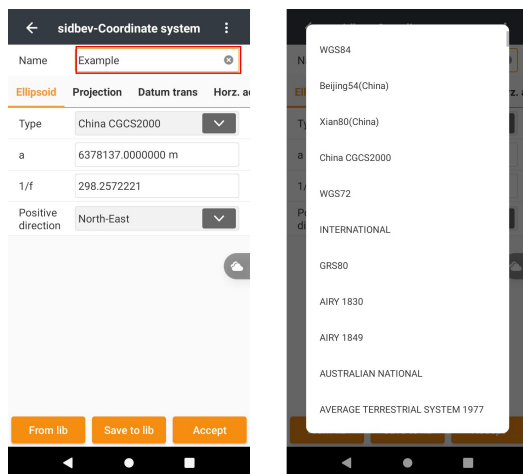 sidbev-Coordinate system
Name Example
Ellipsoid Projection Datum trans Horz. a
Type China CGCS2000
a 6378137.0000000 m
1/f 298.2572221
Positive direction North-East
From lib Save to lib Accept
WGS84
Beijing54(China)
Xian80(China)
China CGCS2000
WGS72
INTERNATIONAL
GRS80
AIRY 1830
AIRY 1849
AUSTRALIAN NATIONAL
AVERAGE TERRESTRIAL SYSTEM 1977